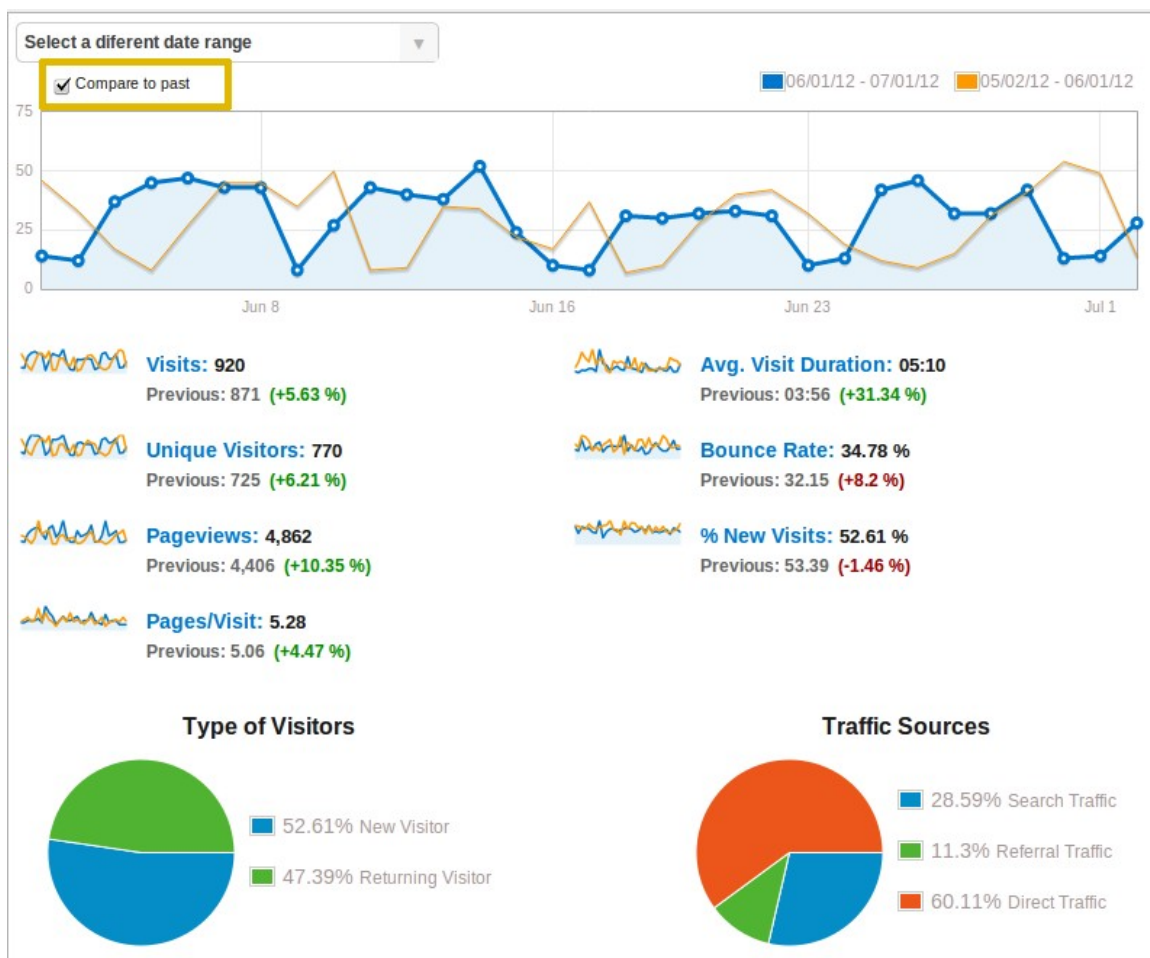 Select a diferent date range
Compare to past
06/01/12 - 07/01/12 05/02/12 - 06/01/12
75
50
25
0
Jun 8 Jun 16 Jun 23 Jul 1
Visits: 920
Previous: 871 (+5.63 %)
Avg. Visit Duration: 05:10
Previous: 03:56 (+31.34 %)
Unique Visitors: 770
Previous: 725 (+6.21 %)
Bounce Rate: 34.78 %
Previous: 32.15 (+8.2 %)
Pageviews: 4,862
Previous: 4,406 (+10.35 %)
% New Visits: 52.61 %
Previous: 53.39 (-1.46 %)
Pages/Visit: 5.28
Previous: 5.06 (+4.47 %)
Type of Visitors
52.61% New Visitor
47.39% Returning Visitor
Traffic Sources
28.59% Search Traffic
11.3% Referral Traffic
60.11% Direct Traffic